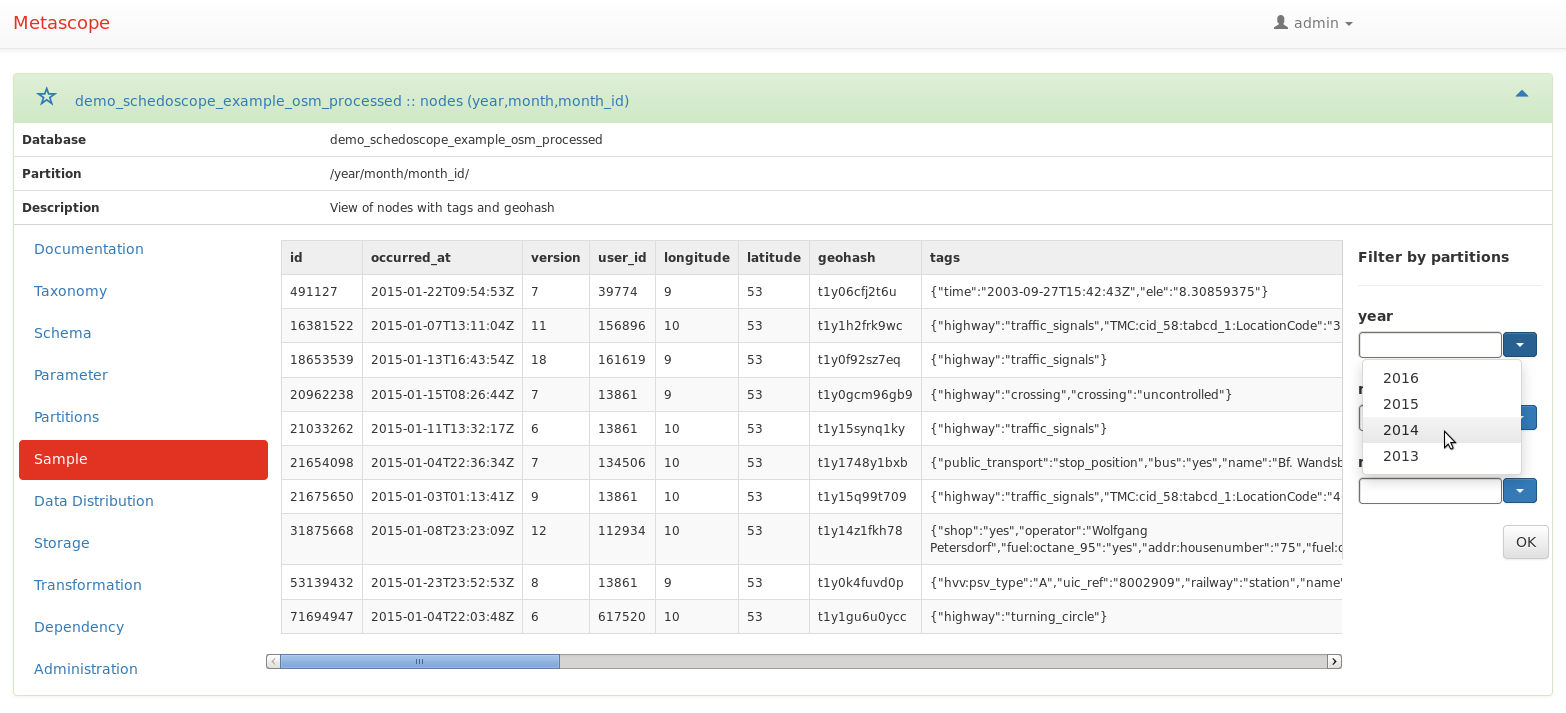 Metascope
admin
demo_schedoscope_example_osm_processed :: nodes (year,month,month_id)
Database demo_schedoscope_example_osm_processed
Partition /year/month/month_id/
Description View of nodes with tags and geohash
Documentation
Taxonomy
Schema
Parameter
Partitions
Sample
Data Distribution
Storage
Transformation
Dependency
Administration
id occurred_at version user_id longitude latitude geohash tags
491127 2015-01-22T09:54:53Z 7 39774 9 53 t1y06cfj2t6u {"time":"2003-09-27T15:42:43Z","ele":"8.30859375"}
16381522 2015-01-07T13:11:04Z 11 156896 10 53 t1y1h2frk9wc {"highway":"traffic_signals","TMC:cid_58:tabcd_1:LocationCode":"3
18653539 2015-01-13T16:43:54Z 18 161619 9 53 t1y0f92sz7eq {"highway":"traffic_signals"}
20962238 2015-01-15T08:26:44Z 7 13861 9 53 t1y0gcm96gb9 {"highway":"crossing","crossing":"uncontrolled"}
21033262 2015-01-11T13:32:17Z 6 13861 10 53 t1y15synq1ky {"highway":"traffic_signals"}
21654098 2015-01-04T22:36:34Z 7 134506 10 53 t1y1748y1bxb {"public_transport":"stop_position","bus":"yes","name":"Bf. Wandsb
21675650 2015-01-03T01:13:41Z 9 13861 10 53 t1y15q99t709 {"highway":"traffic_signals","TMC:cid_58:tabcd_1:LocationCode":"4
31875668 2015-01-08T23:23:09Z 12 112934 10 53 t1y14z1fkh78 {"shop":"yes","operator":"Wolfgang
Petersdorf","fuel:octane_95":"yes","addr:housenumber":"75","fuel:c
53139432 2015-01-23T23:52:53Z 8 13861 9 53 t1y0k4fuvd0p {"hvv:psv_type":"A","uic_ref":"8002909","railway":"station","name"
71694947 2015-01-04T22:03:48Z 6 617520 10 53 t1y1gu6u0ycc {"highway":"turning_circle"}
Filter by partitions
year
2016
2015
2014
2013
OK